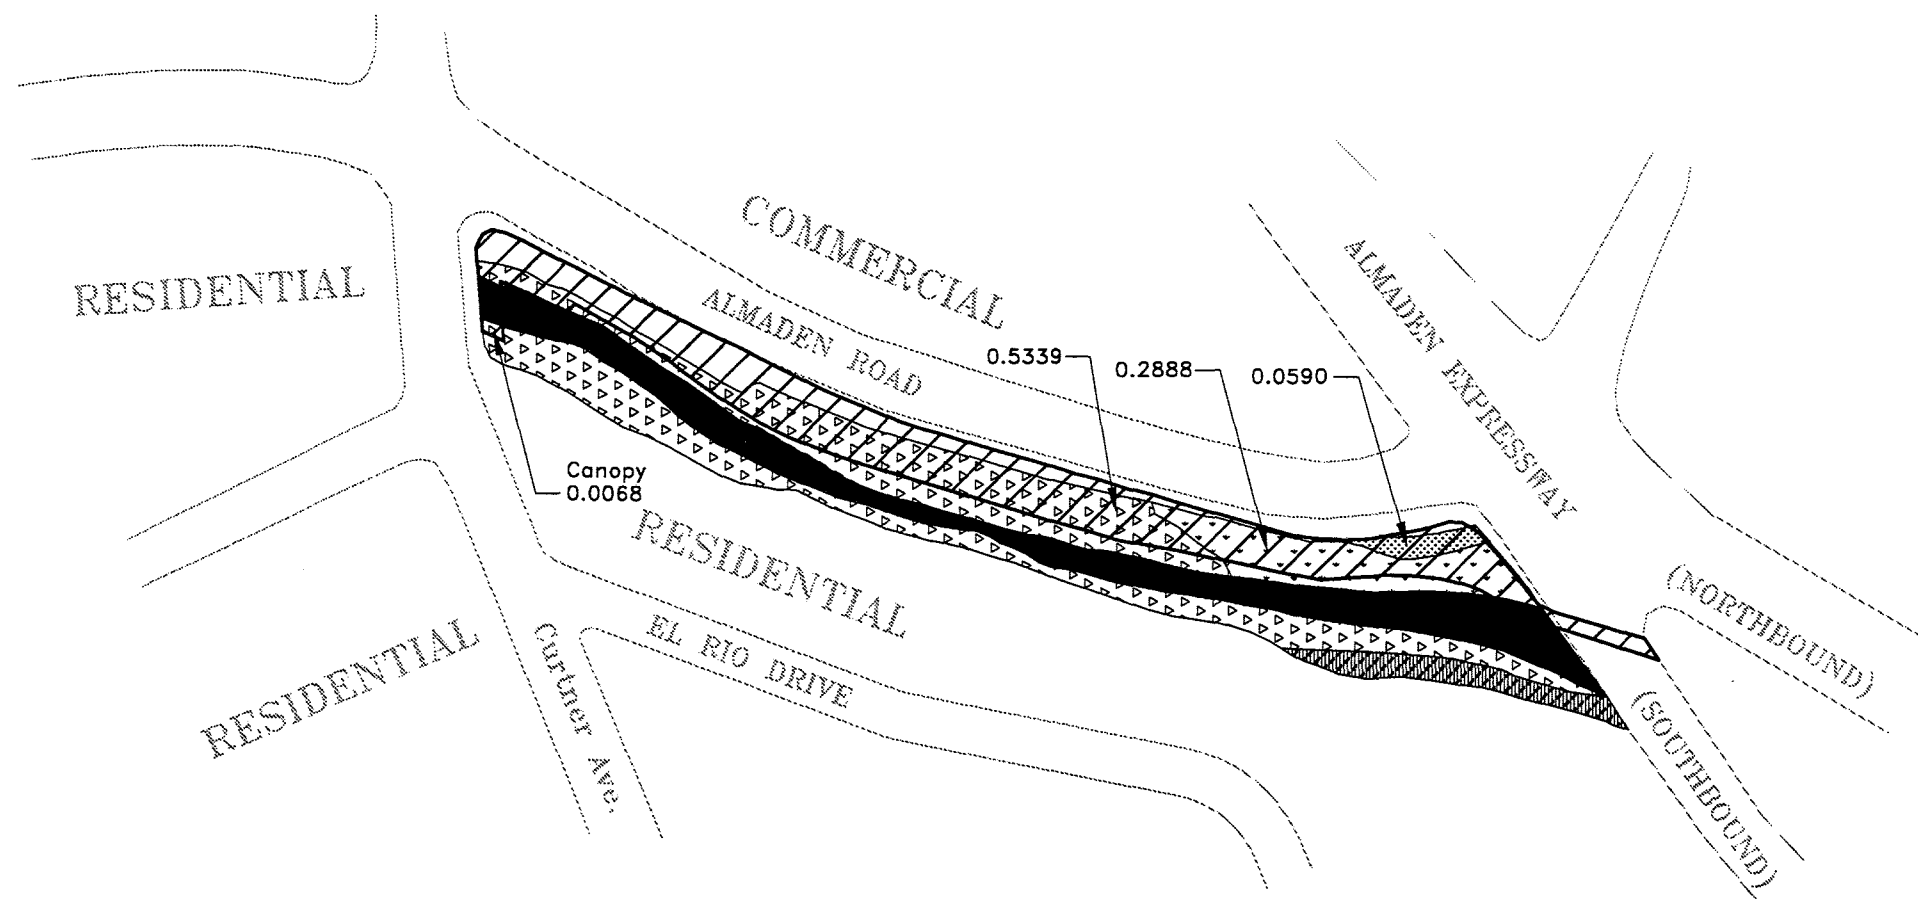 COMMERCIAL
RESIDENTIAL
ALMADEN EXPRESSWAY
ALMADEN ROAD
0.5339
0.2888
0.0590
Canopy
0.0068
RESIDENTIAL
(NORTHBOUND)
RESIDENTIAL
EL RIO DRIVE
Curtner Ave.
(SOUTHBOUND)